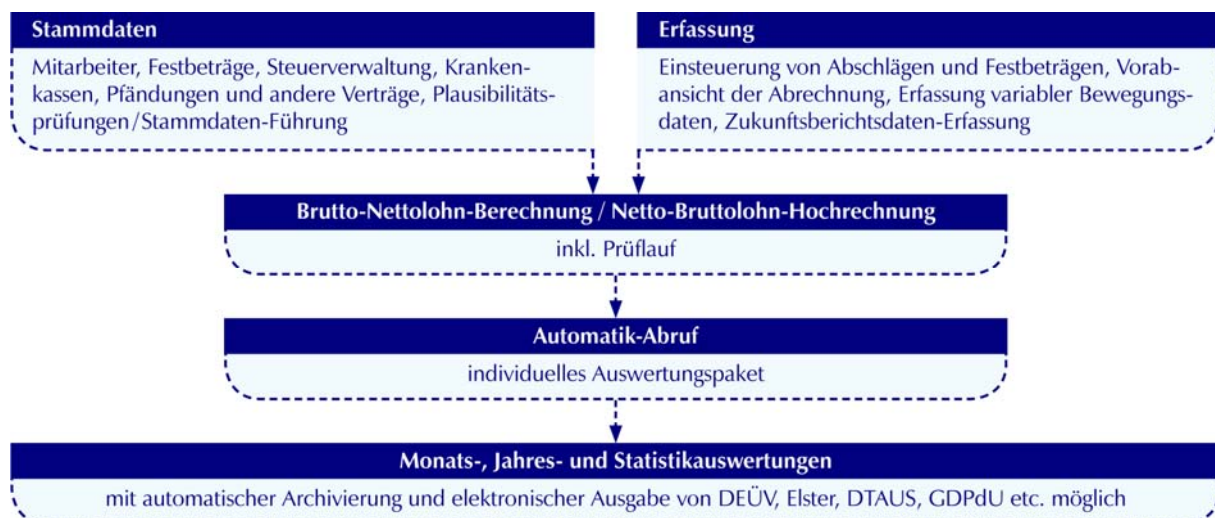 Stammdaten
Mitarbeiter, Festbeträge, Steuerverwaltung, Kranken-
kassen, Pfändungen und andere Verträge, Plausibilitäts-
prüfungen/Stammdaten-Führung
Erfassung
Einsteuerung von Abschlägen und Festbeträgen, Vorab-
ansicht der Abrechnung, Erfassung variabler Bewegungs-
daten, Zukunftsberichtsdaten-Erfassung
Brutto-Nettolohn-Berechnung / Netto-Bruttolohn-Hochrechnung
inkl. Prüflauf
Automatik-Abruf
individuelles Auswertungspaket
Monats-, Jahres- und Statistikauswertungen
mit automatischer Archivierung und elektronischer Ausgabe von DEÜV, Elster, DTAUS, GDPdU etc. möglich